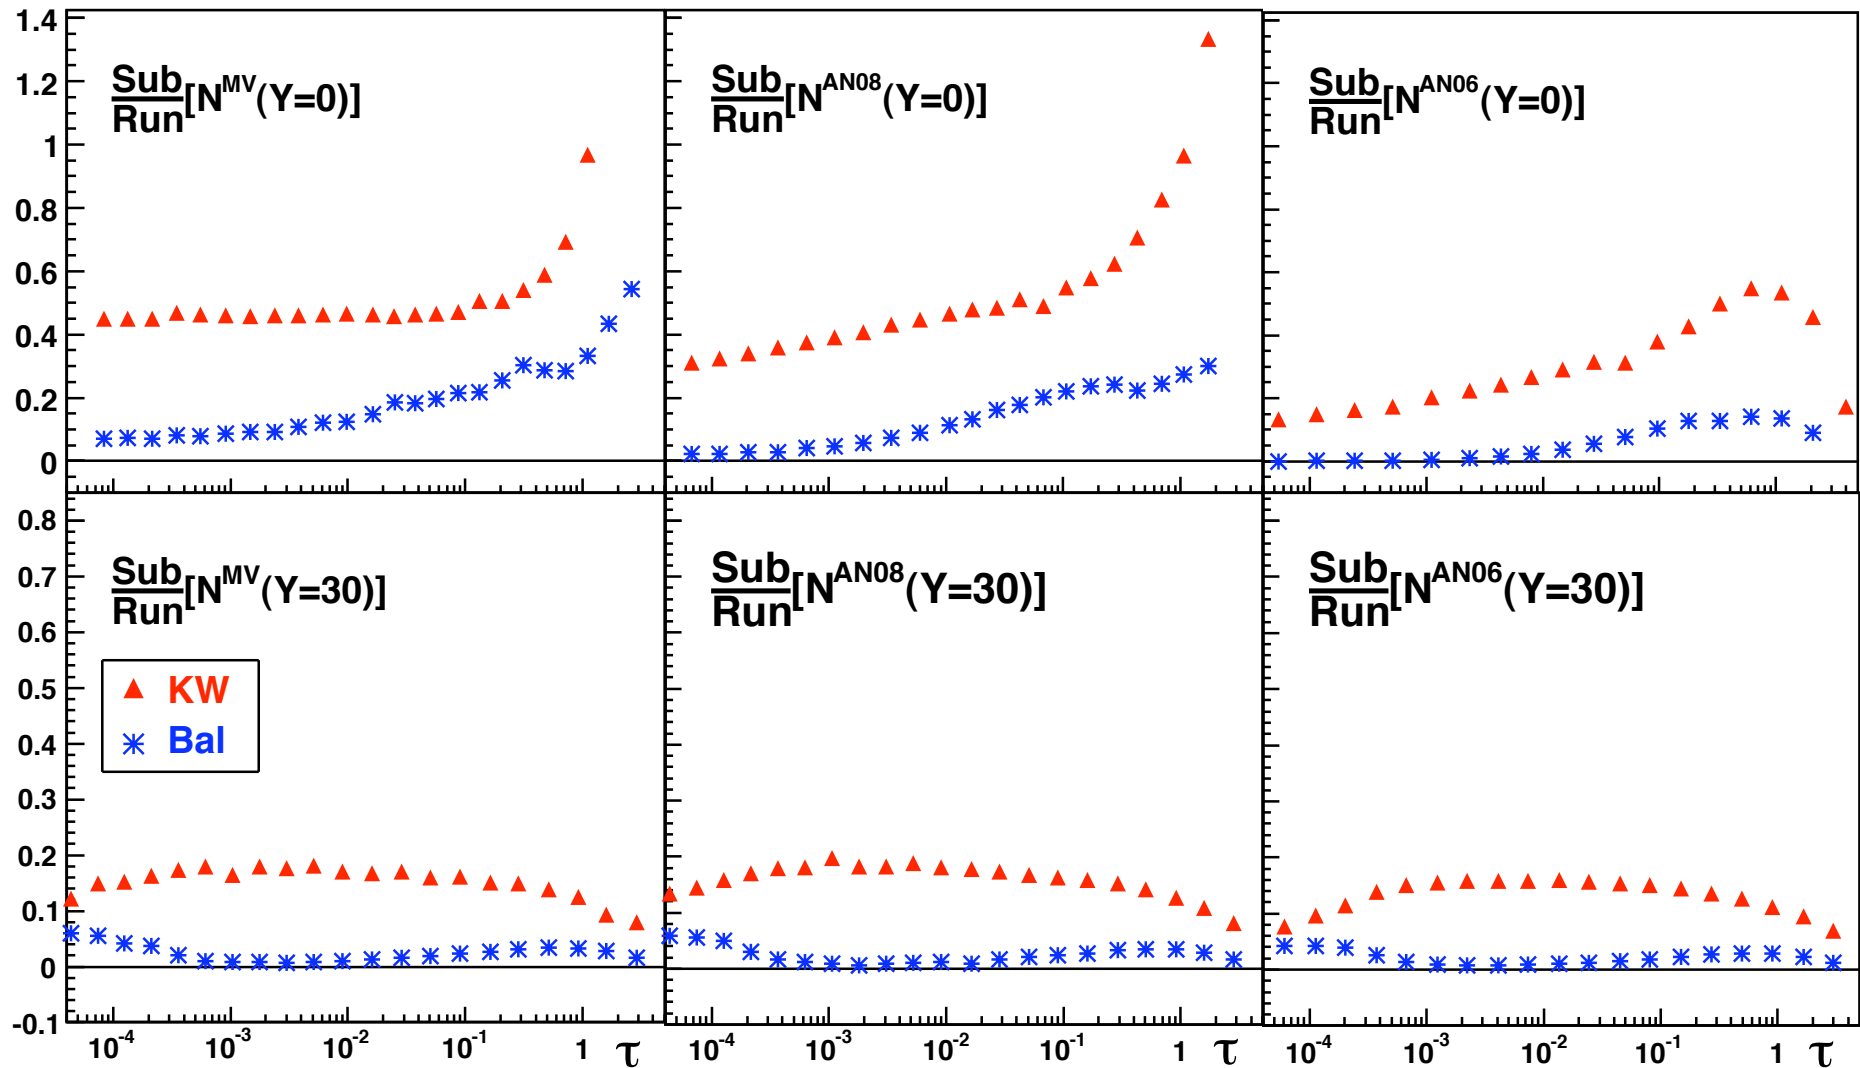 1.4
1.2
1
0.8
0.6
0.4
0.2
0
Sub/Run[N^MV(Y=0)]
Sub/Run[N^AN08(Y=0)]
Sub/Run[N^AN06(Y=0)]
0.8
0.7
0.6
0.5
0.4
0.3
0.2
0.1
0
-0.1
Sub/Run[N^MV(Y=30)]
Sub/Run[N^AN08(Y=30)]
Sub/Run[N^AN06(Y=30)]
KW
Bal
10^-4 10^-3 10^-2 10^-1 1 τ
10^-4 10^-3 10^-2 10^-1 1 τ
10^-4 10^-3 10^-2 10^-1 1 τ